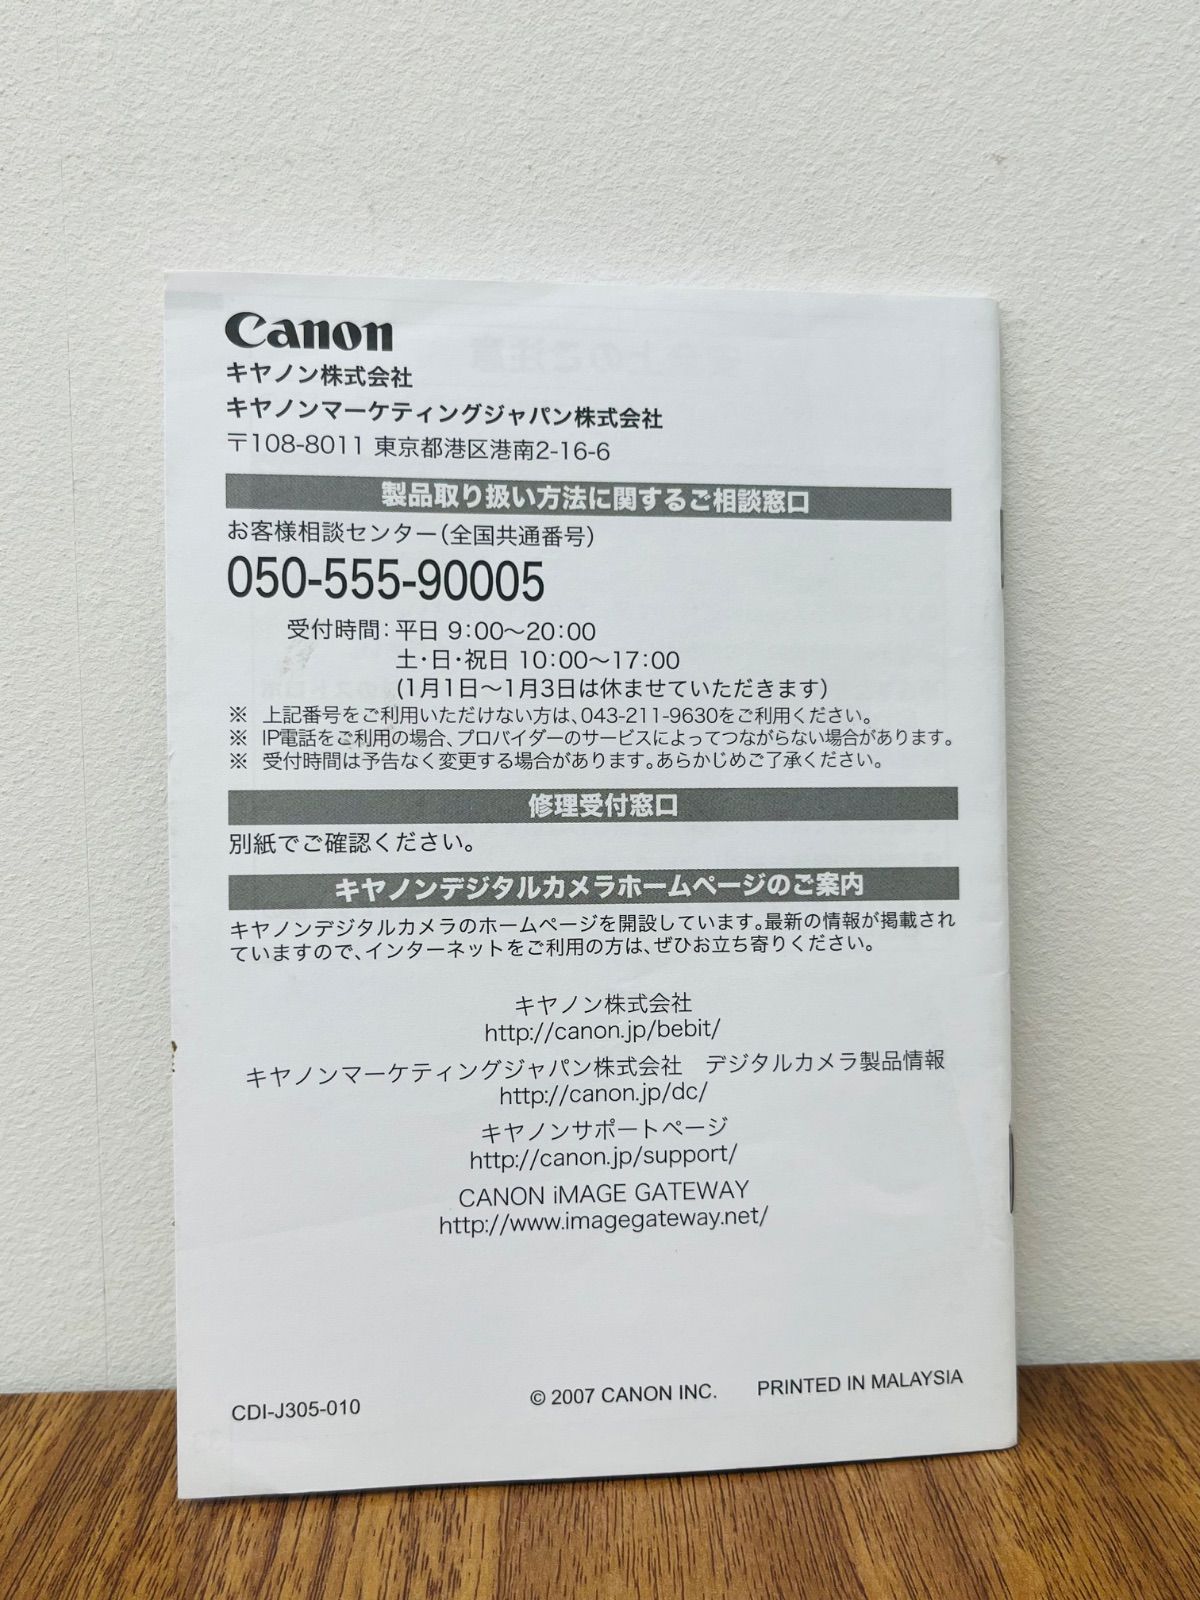 Canon
キヤノン株式会社
キヤノンマーケティングジャパン株式会社
〒108-8011 東京都港区港南2-16-6
製品取り扱い方法に関するご相談窓口
お客様相談センター（全国共通番号）
050-555-90005
受付時間：平日 9：00～20：00
土・日・祝日 10：00～17：00
（1月1日～1月3日は休ませていただきます）
※ 上記番号をご利用いただけない方は、043-211-9630をご利用ください。
※ IP電話をご利用の場合、プロバイダーのサービスによってつながらない場合があります。
※ 受付時間は予告なく変更する場合があります。あらかじめご了承ください。
修理受付窓口
別紙でご確認ください。
キヤノンデジタルカメラホームページのご案内
キヤノンデジタルカメラのホームページを開設しています。最新の情報が掲載され
ていますので、インターネットをご利用の方は、ぜひお立ち寄りください。
キヤノン株式会社
http://canon.jp/bebit/
キヤノンマーケティングジャパン株式会社　デジタルカメラ製品情報
http://canon.jp/dc/
キヤノンサポートページ
http://canon.jp/support/
CANON iMAGE GATEWAY
http://www.imagegateway.net/
CDI-J305-010 © 2007 CANON INC. PRINTED IN MALAYSIA